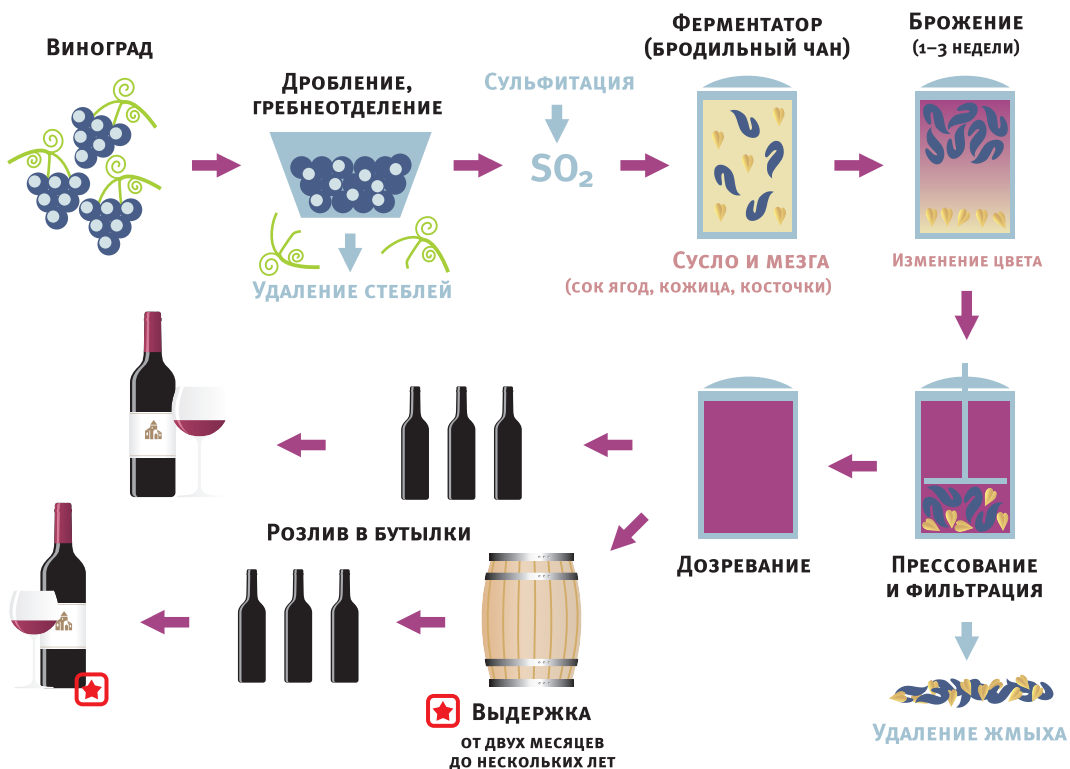 Виноград
Дробление,
гребнеотделение
Удаление стеблей
Сульфитация
SO₂
Ферментатор
(бродильный чан)
Сусло и мезга
(сок ягод, кожица, косточки)
Брожение
(1–3 недели)
Изменение цвета
Прессование
и фильтрация
Удаление жмыха
Дозревание
Розлив в бутылки
Выдержка
от двух месяцев
до нескольких лет